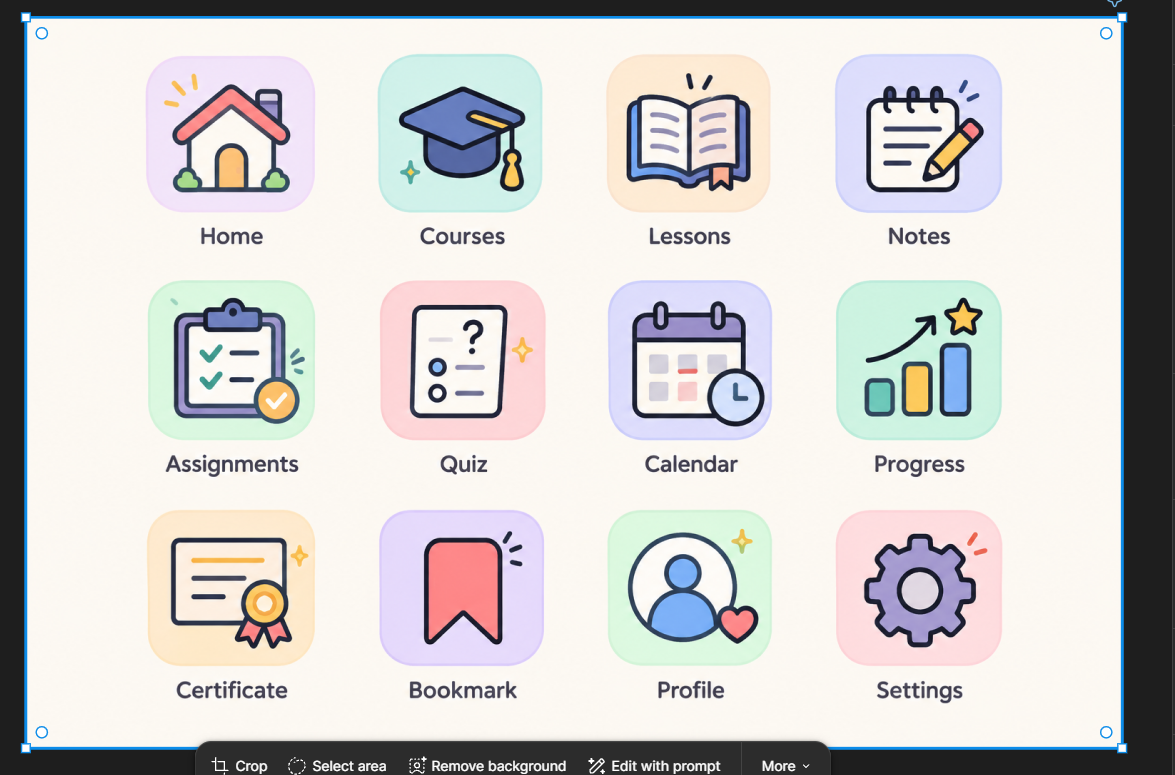 Home
Courses
Lessons
Notes
?
Assignments
Quiz
Calendar
Progress
Certificate
Bookmark
Profile
Settings
Crop
Select area
Remove background
Edit with prompt
More